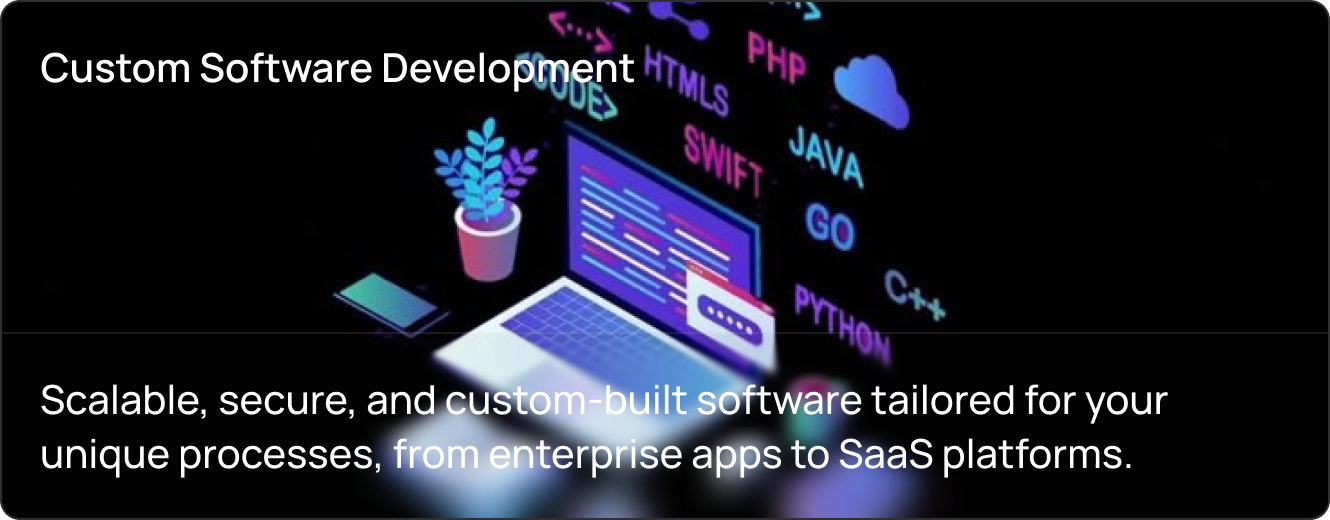 Custom Software Development
<...>
<CODE>
HTMLS
PHP
SWIFT
JAVA
GO
C++
PYTHON
Scalable, secure, and custom-built software tailored for your
unique processes, from enterprise apps to SaaS platforms.